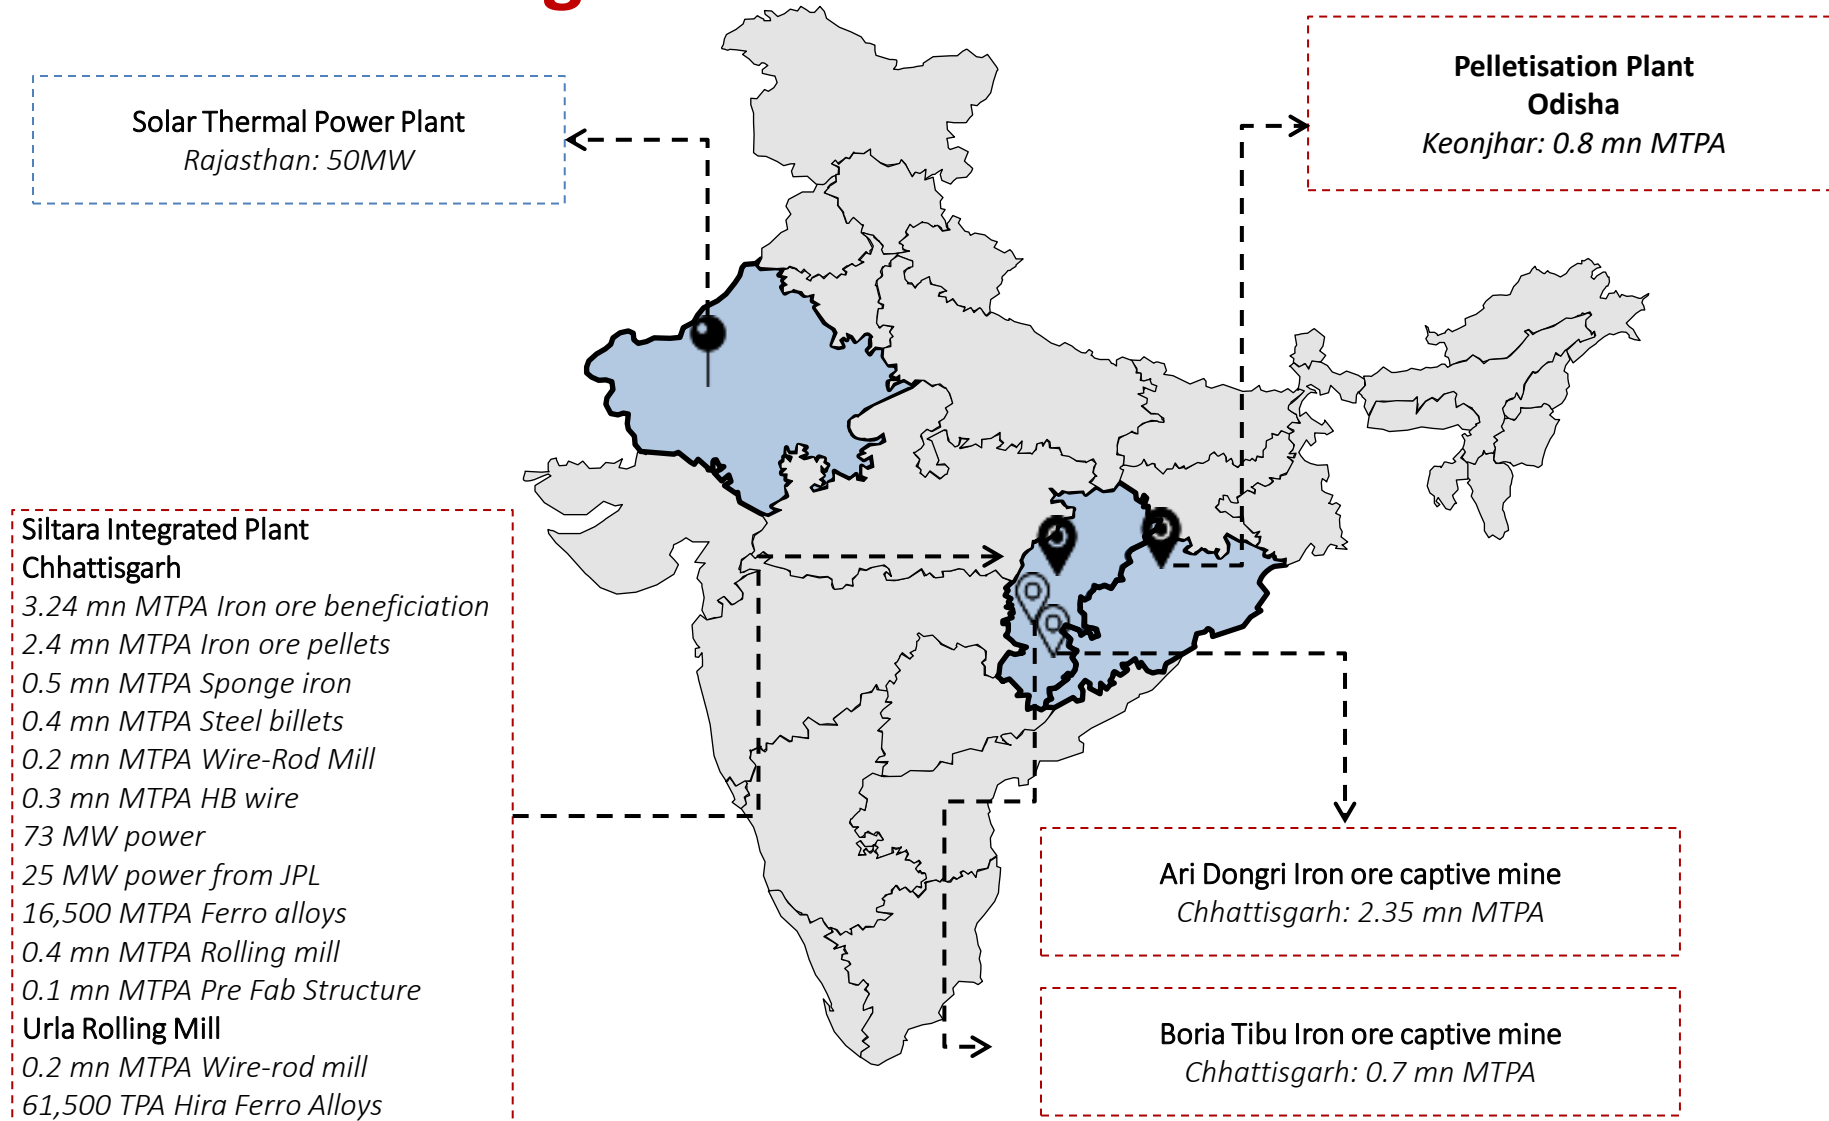 Solar Thermal Power Plant
Rajasthan: 50MW
Pelletisation Plant
Odisha
Keonjhar: 0.8 mn MTPA
Siltara Integrated Plant
Chhattisgarh
3.24 mn MTPA Iron ore beneficiation
2.4 mn MTPA Iron ore pellets
0.5 mn MTPA Sponge iron
0.4 mn MTPA Steel billets
0.2 mn MTPA Wire-Rod Mill
0.3 mn MTPA HB wire
73 MW power
25 MW power from JPL
16,500 MTPA Ferro alloys
0.4 mn MTPA Rolling mill
0.1 mn MTPA Pre Fab Structure
Urla Rolling Mill
0.2 mn MTPA Wire-rod mill
61,500 TPA Hira Ferro Alloys
Ari Dongri Iron ore captive mine
Chhattisgarh: 2.35 mn MTPA
Boria Tibu Iron ore captive mine
Chhattisgarh: 0.7 mn MTPA